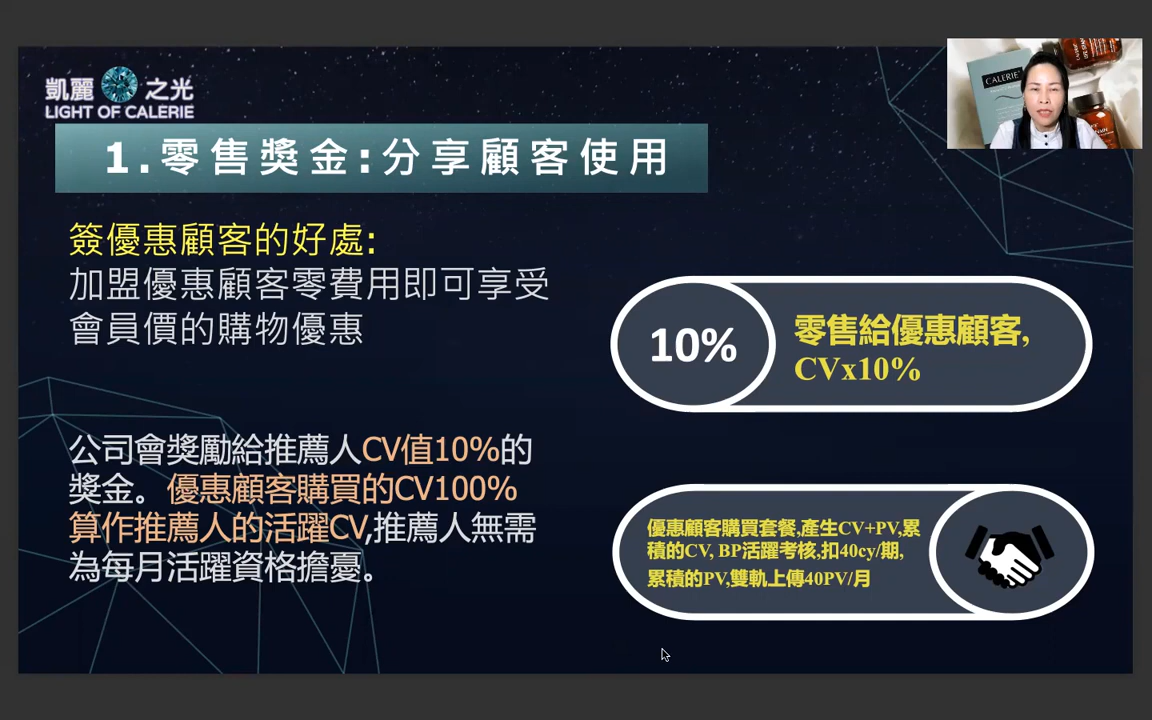 凱麗之光
LIGHT OF CALERIE
CALERIE
1.零售獎金:分享顧客使用
簽優惠顧客的好處:
加盟優惠顧客零費用即可享受
會員價的購物優惠
10%
零售給優惠顧客,
CVx10%
公司會獎勵給推薦人CV值10%的
獎金。優惠顧客購買的CV100%
算作推薦人的活躍CV,推薦人無需
為每月活躍資格擔憂。
優惠顧客購買套餐,產生CV+PV,累
積的CV, BP活躍考核,扣40cy/期,
累積的PV,雙軌上傳40PV/月